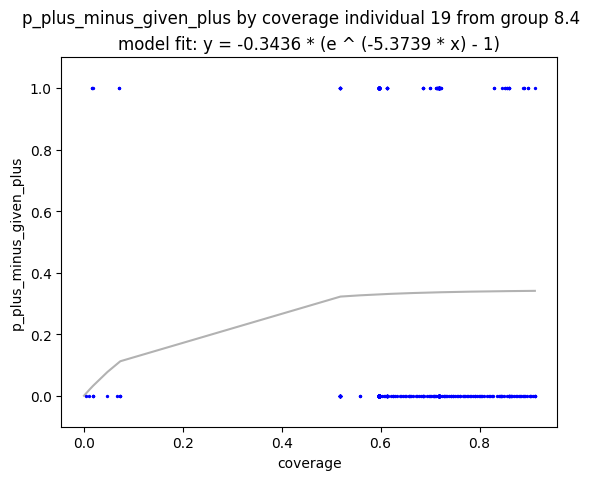 p_plus_minus_given_plus by coverage individual 19 from group 8.4
model fit: y = -0.3436 * (e ^ (-5.3739 * x) - 1)
1.0
0.8
0.6
0.4
0.2
0.0
p_plus_minus_given_plus
0.0 0.2 0.4 0.6 0.8
coverage